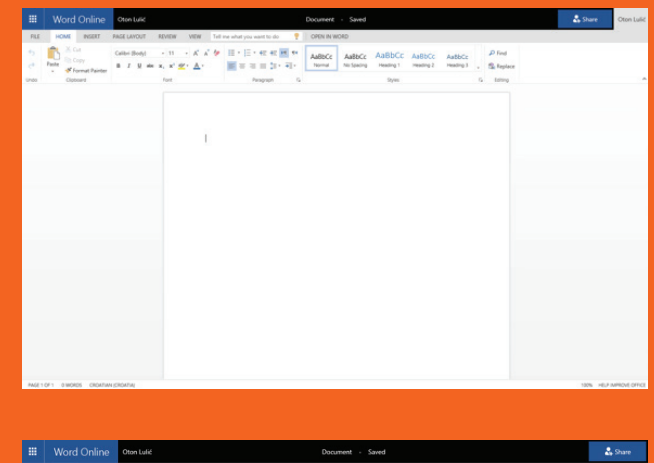 Word Online Oton Lulić Document - Saved Share Oton Lulić
FILE HOME INSERT PAGE LAYOUT REVIEW VIEW Tell me what you want to do OPEN IN WORD
Paste
Cut
Copy
Format Painter
Calibri (Body) 11
B I U abc x₂ x² A
AaBbCc AaBbCc AaBbCc AaBbCc AaBbCc
Normal No Spacing Heading 1 Heading 2 Heading 3
Find
Replace
Undo Clipboard Font Paragraph Styles Editing
PAGE 1 OF 1 0 WORDS CROATIAN (CROATIA) 100% HELP IMPROVE OFFICE
Word Online Oton Lulić Document - Saved Share